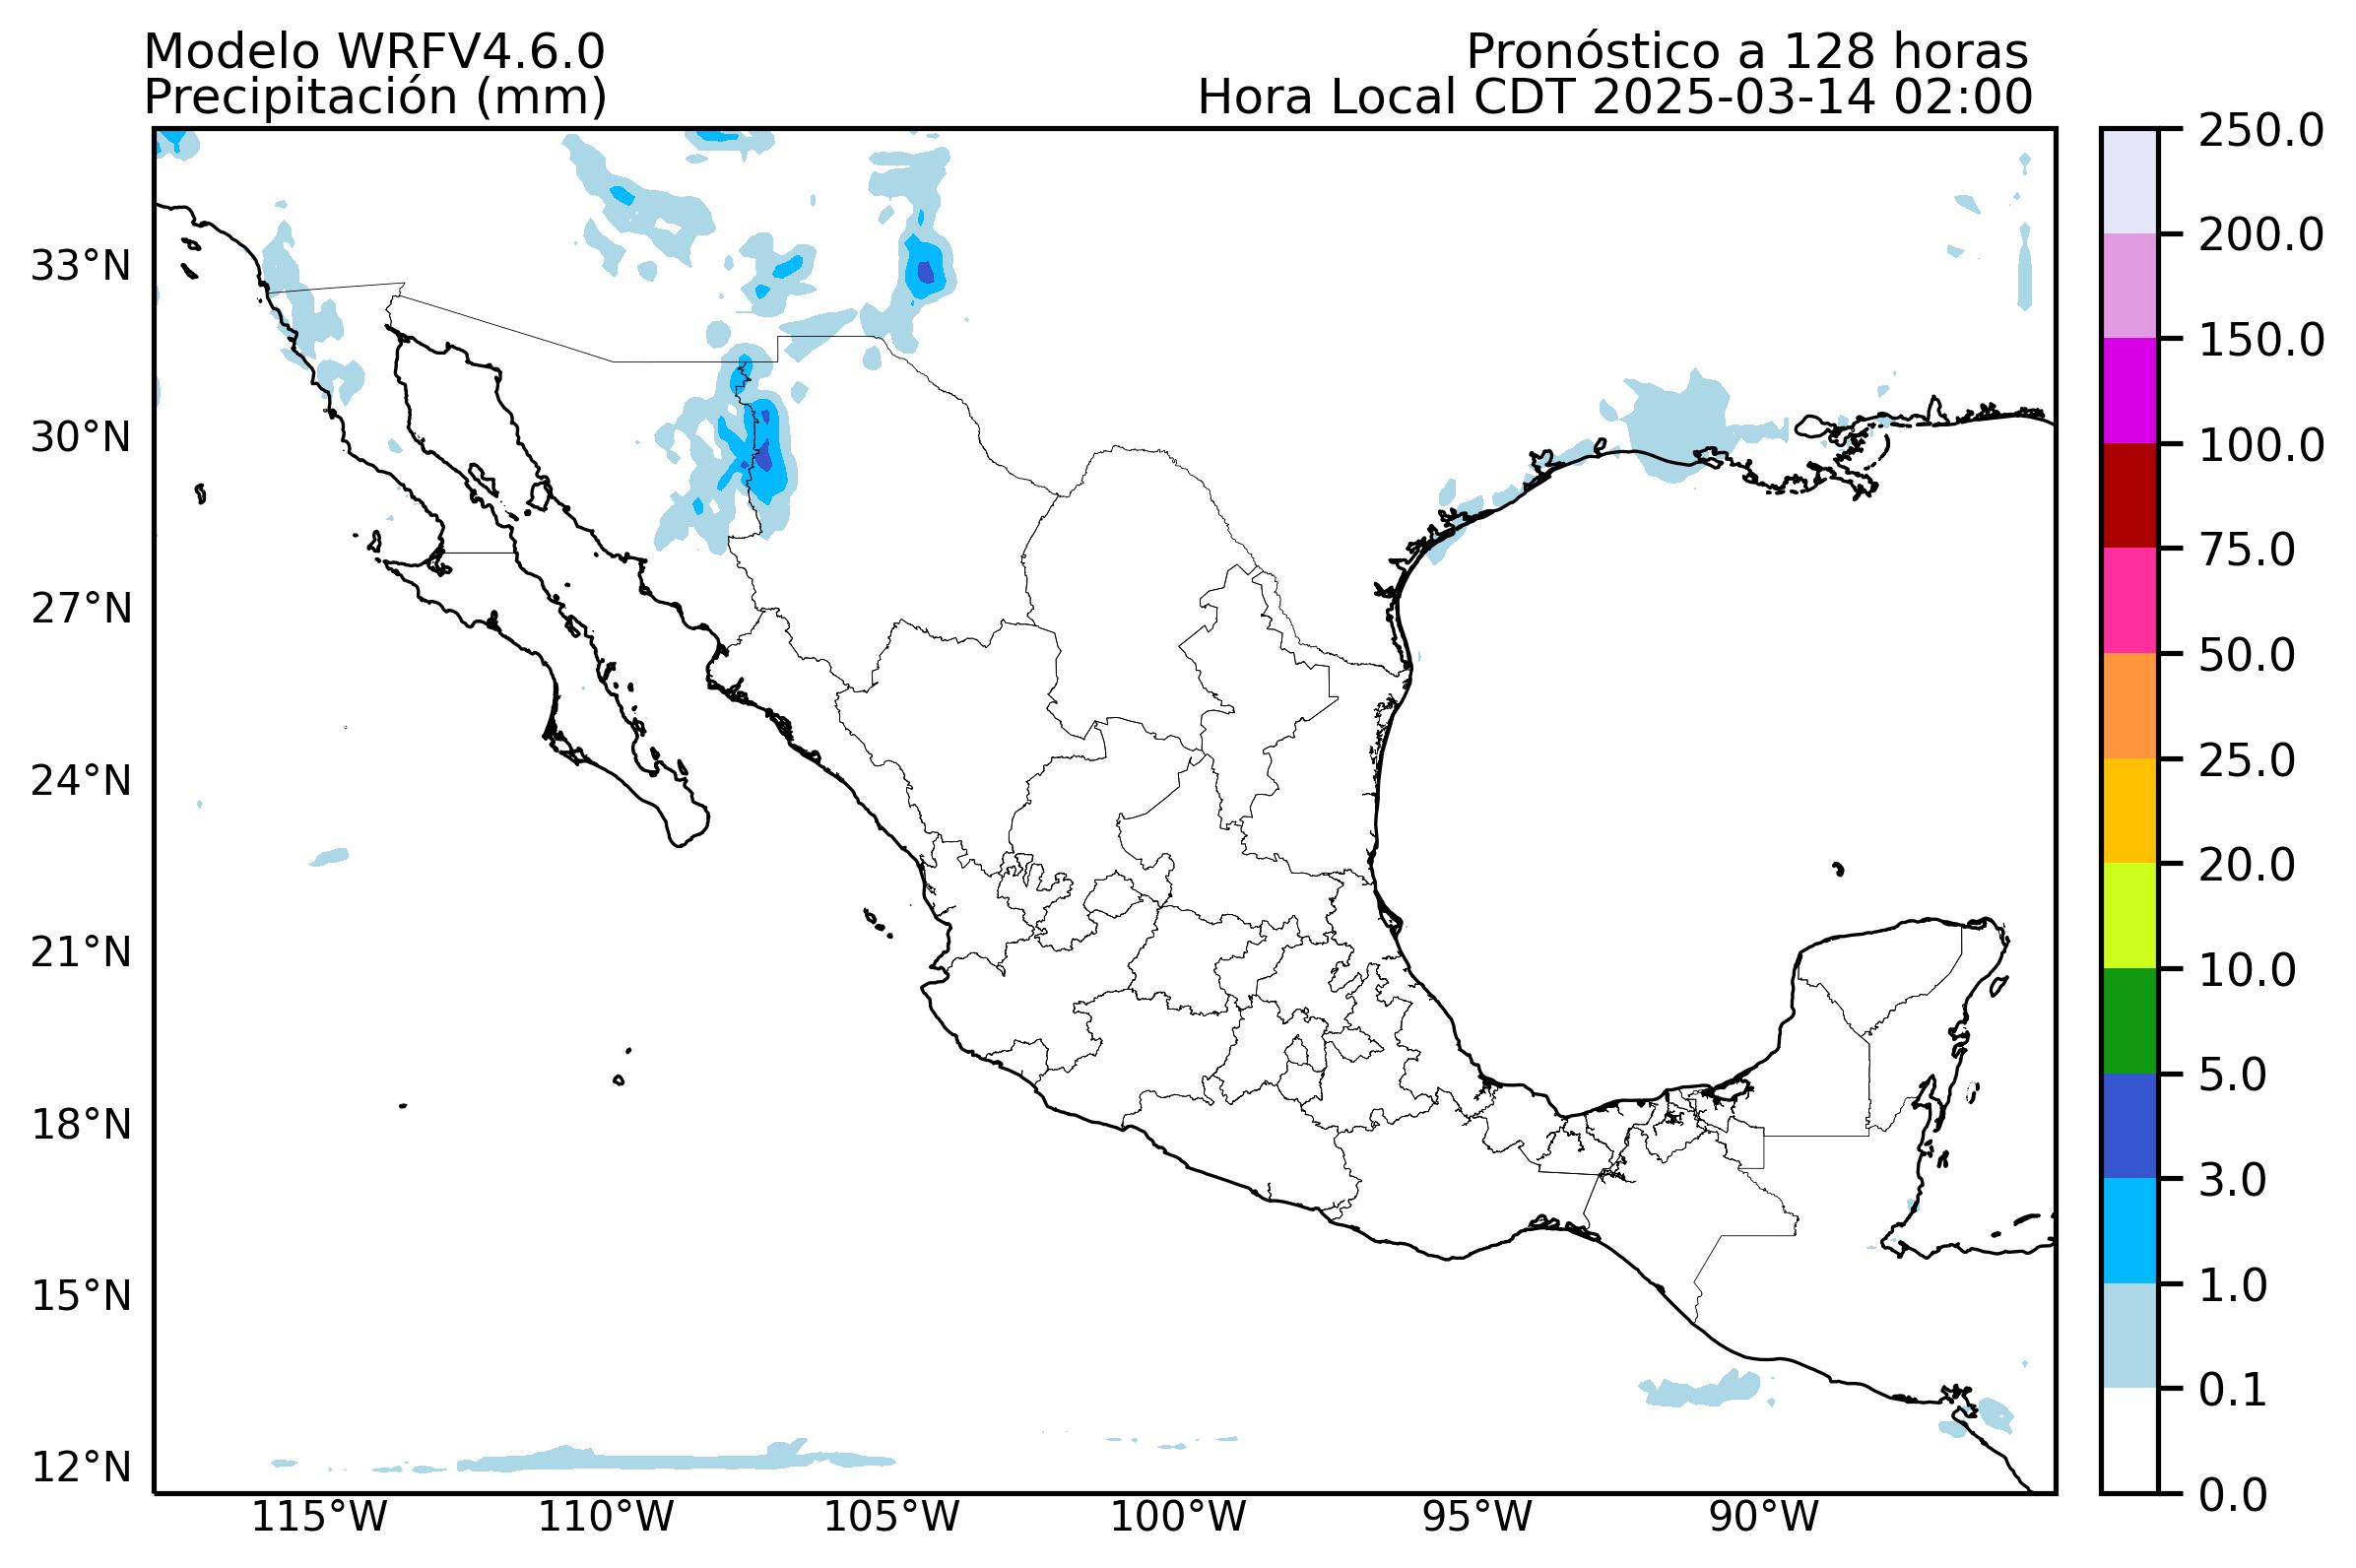 Modelo WRFV4.6.0
Pronóstico a 128 horas
Precipitación (mm)
Hora Local CDT 2025-03-14 02:00
33°N
30°N
27°N
24°N
21°N
18°N
15°N
12°N
115°W
110°W
105°W
100°W
95°W
90°W
250.0
200.0
150.0
100.0
75.0
50.0
25.0
20.0
10.0
5.0
3.0
1.0
0.1
0.0